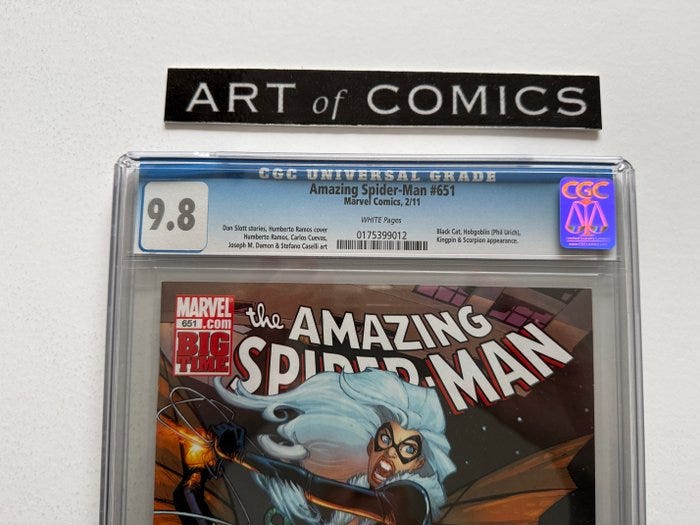 ART of COMICS
CGC UNIVERSAL GRADE
Amazing Spider-Man #651
Marvel Comics, 2/11
9.8
WHITE Pages
Dan Slott stories, Humberto Ramos cover
Humberto Ramos, Carlos Cuevas,
Joseph M. Damon & Stefano Caselli art
0175399012
Black Cat, Hobgoblin (Phil Urich),
Kingpin & Scorpion appearance.
CGC
MARVEL
651 .com
BIG
TIME
the AMAZING
SPIDER-MAN